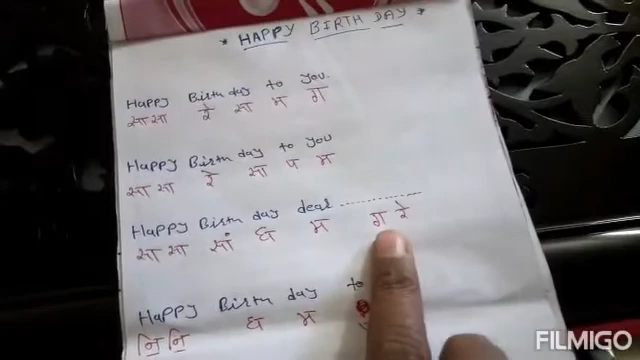 * HAPPY BIRTH DAY *
Happy Birth day to you.
सा सा रे सा म ग
Happy Birth day to you
सा सा रे सा प म
Happy Birth day dear ------------
सा सा सां ध म ग रे
Happy Birth day to
नि नि ध म
FILMIGO